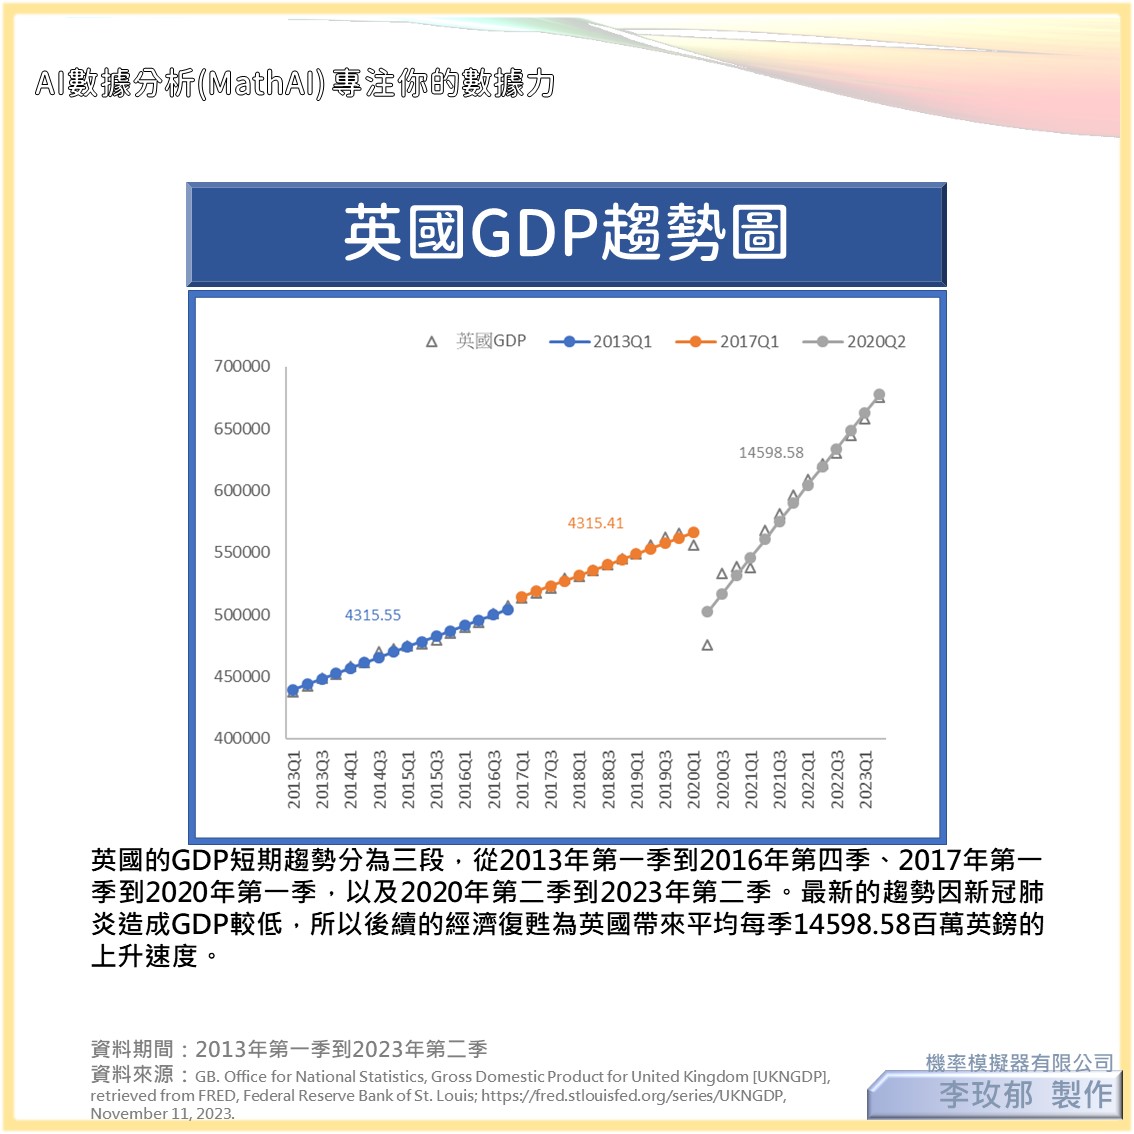 AI數據分析(MathAI) 專注你的數據力
英國GDP趨勢圖
英國GDP 2013Q1 2017Q1 2020Q2
700000
650000
600000
550000
500000
450000
400000
14598.58
4315.41
4315.55
2013Q1 2013Q3 2014Q1 2014Q3 2015Q1 2015Q3 2016Q1 2016Q3 2017Q1 2017Q3 2018Q1 2018Q3 2019Q1 2019Q3 2020Q1 2020Q3 2021Q1 2021Q3 2022Q1 2022Q3 2023Q1
英國的GDP短期趨勢分為三段，從2013年第一季到2016年第四季、2017年第一
季到2020年第一季，以及2020年第二季到2023年第二季。最新的趨勢因新冠肺
炎造成GDP較低，所以後續的經濟復甦為英國帶來平均每季14598.58百萬英鎊的
上升速度。
資料期間：2013年第一季到2023年第二季
資料來源：GB. Office for National Statistics, Gross Domestic Product for United Kingdom [UKNGDP],
retrieved from FRED, Federal Reserve Bank of St. Louis; https://fred.stlouisfed.org/series/UKNGDP,
November 11, 2023.
機率模擬器有限公司
李玫郁 製作